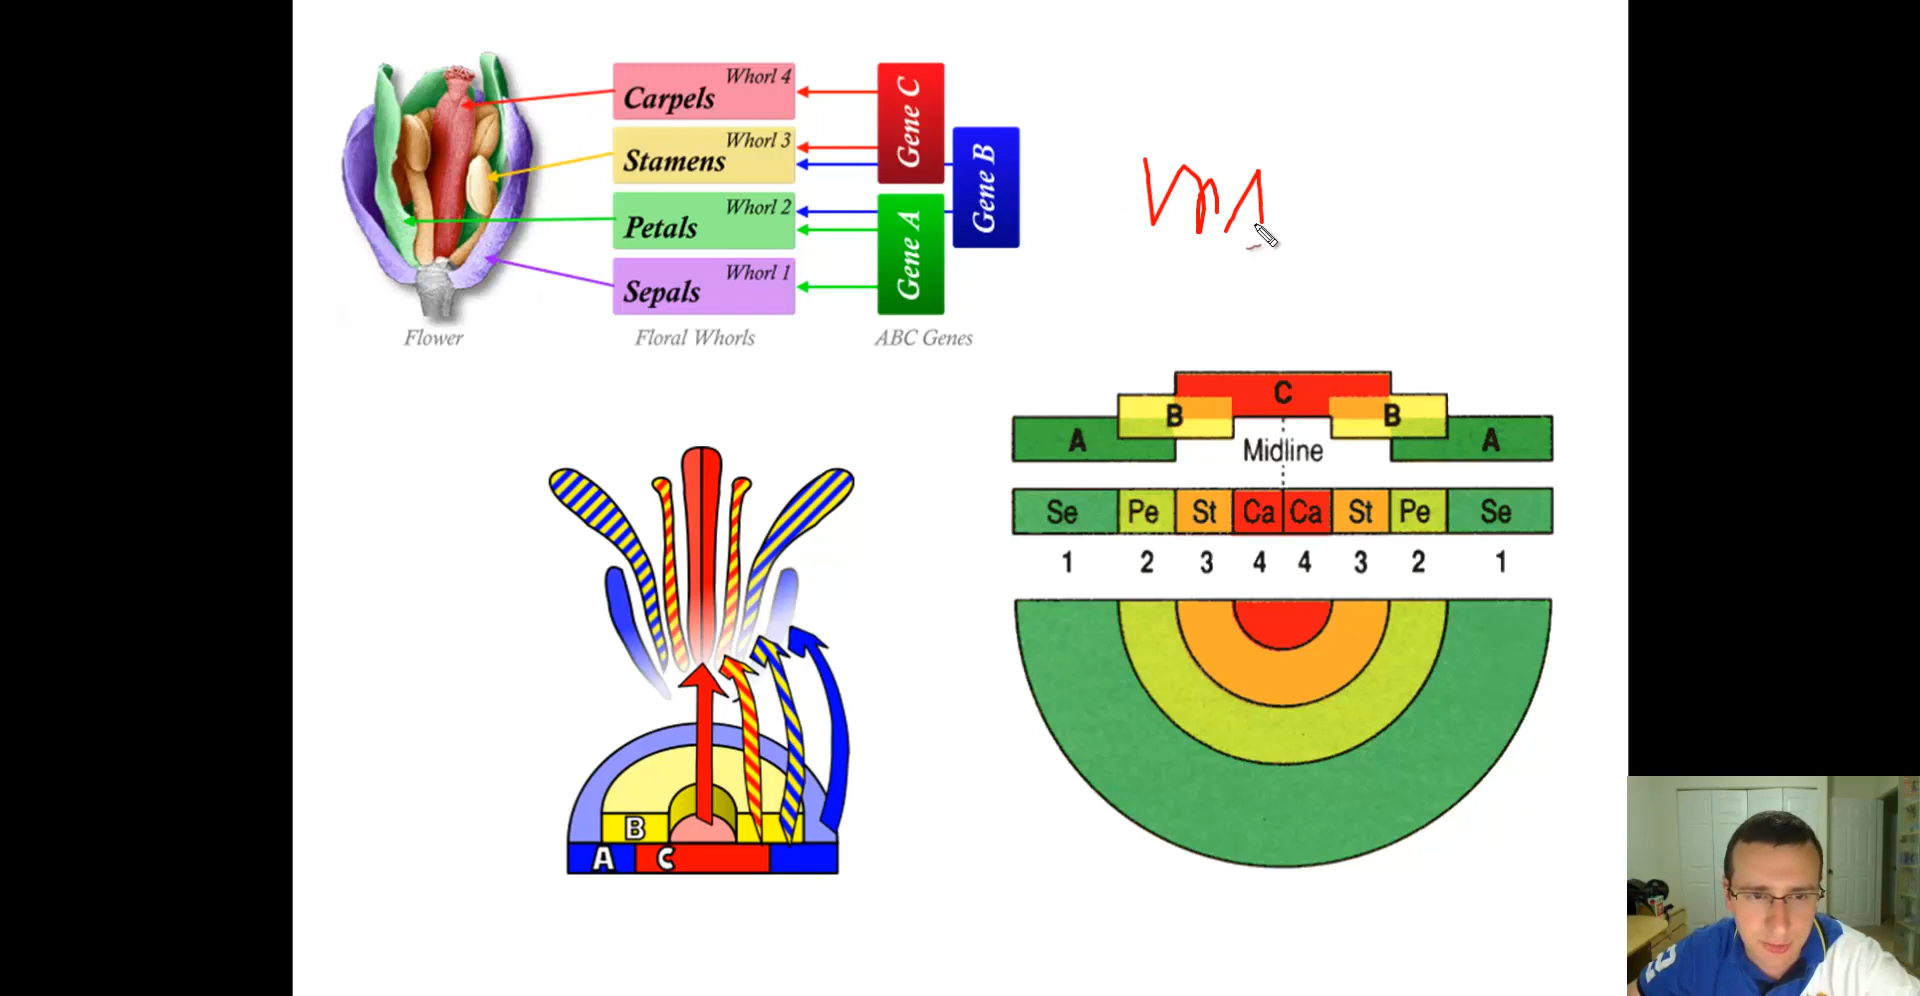 Whorl 4
Carpels
Whorl 3
Stamens
Whorl 2
Petals
Whorl 1
Sepals
Gene C
Gene B
Gene A
Flower
Floral Whorls
ABC Genes
C
B B
A A
Midline
Se Pe St Ca Ca St Pe Se
1 2 3 4 4 3 2 1
B
A C